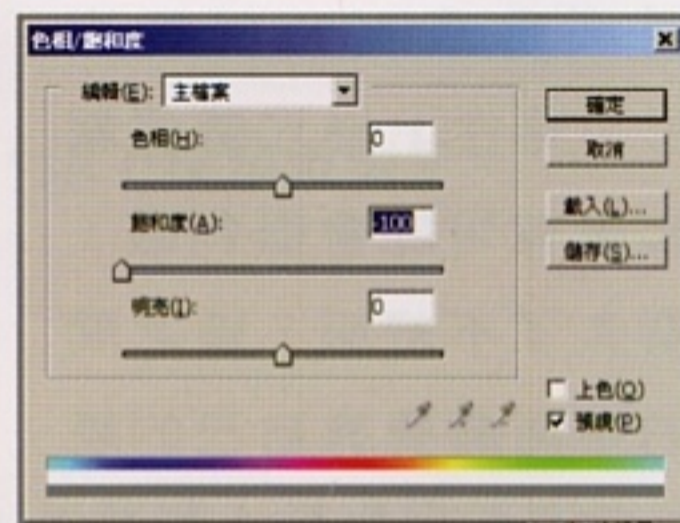 色相/飽和度
編輯(E): 主檔案
確定
色相(H): 0
取消
飽和度(A): -100
載入(L)...
儲存(S)...
明亮(I): 0
上色(O)
預視(P)